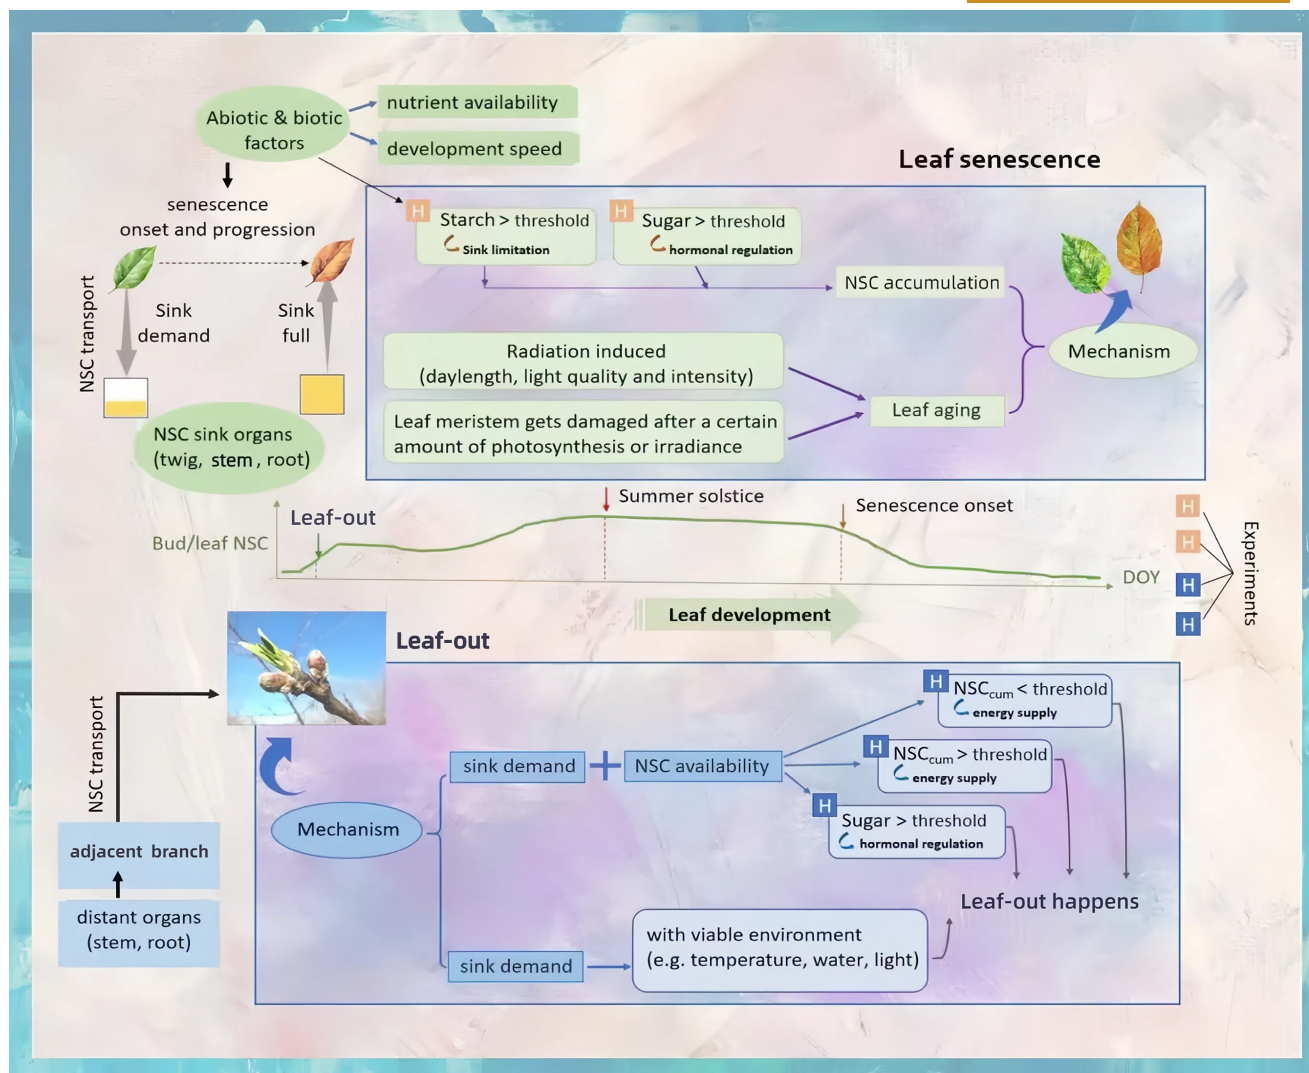 Abiotic & biotic
factors
nutrient availability
development speed
senescence
onset and progression
NSC transport
Sink
demand
Sink
full
NSC sink organs
(twig, stem, root)
Leaf senescence
H
Starch > threshold
Sink limitation
H
Sugar > threshold
hormonal regulation
NSC accumulation
Radiation induced
(daylength, light quality and intensity)
Leaf meristem gets damaged after a certain
amount of photosynthesis or irradiance
Leaf aging
Mechanism
Summer solstice
Senescence onset
Leaf-out
Bud/leaf NSC
DOY
Leaf development
H
H
H
H
Experiments
Leaf-out
NSC transport
adjacent branch
distant organs
(stem, root)
Mechanism
sink demand
+
NSC availability
H
NSCcum < threshold
energy supply
H
NSCcum > threshold
energy supply
H
Sugar > threshold
hormonal regulation
Leaf-out happens
sink demand
with viable environment
(e.g. temperature, water, light)